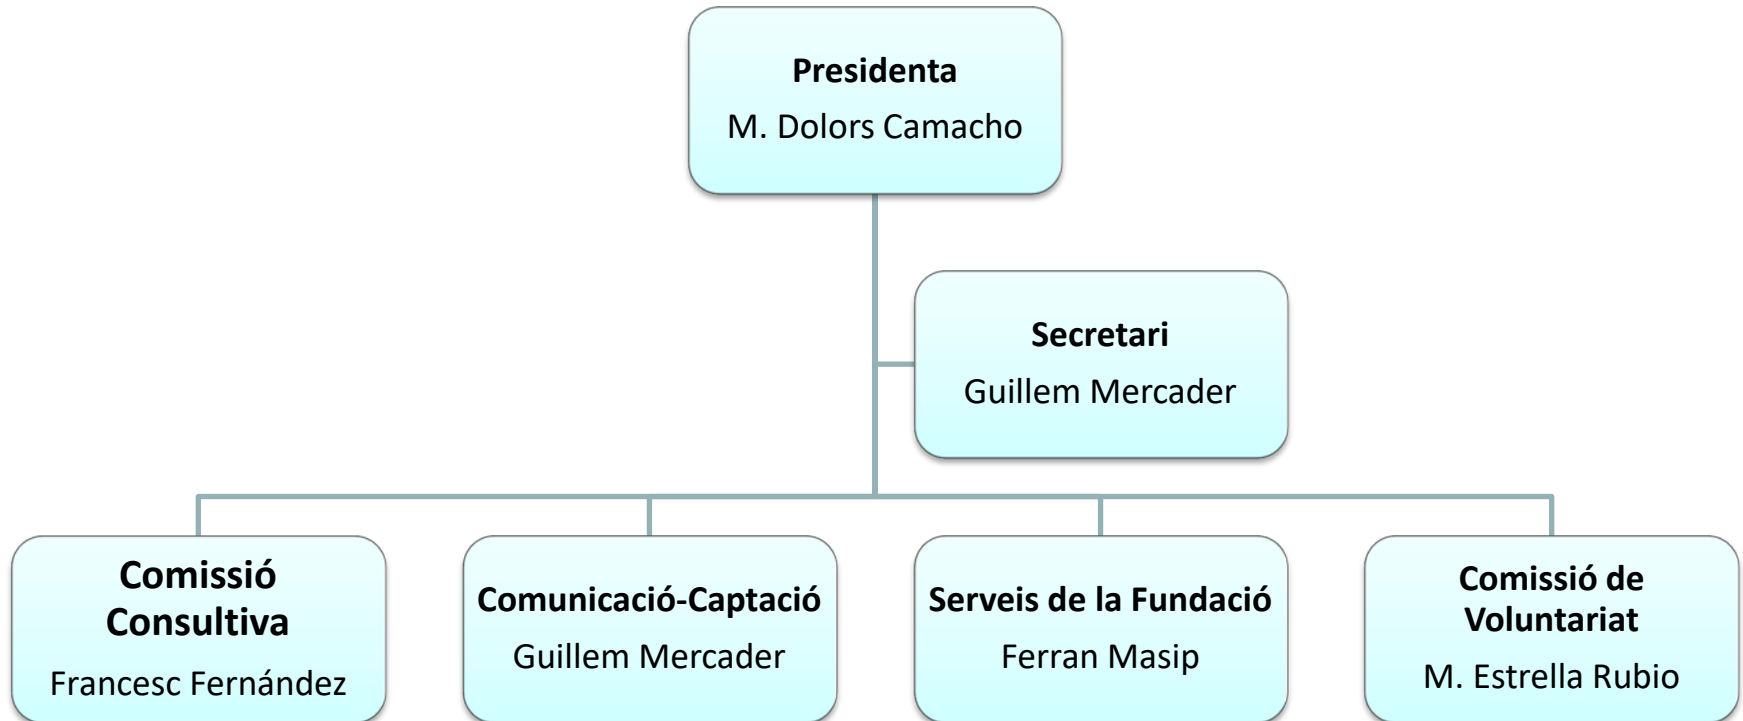 Presidenta
M. Dolors Camacho
Secretari
Guillem Mercader
Comissió
Consultiva
Francesc Fernández
Comunicació-Captació
Guillem Mercader
Serveis de la Fundació
Ferran Masip
Comissió de
Voluntariat
M. Estrella Rubio